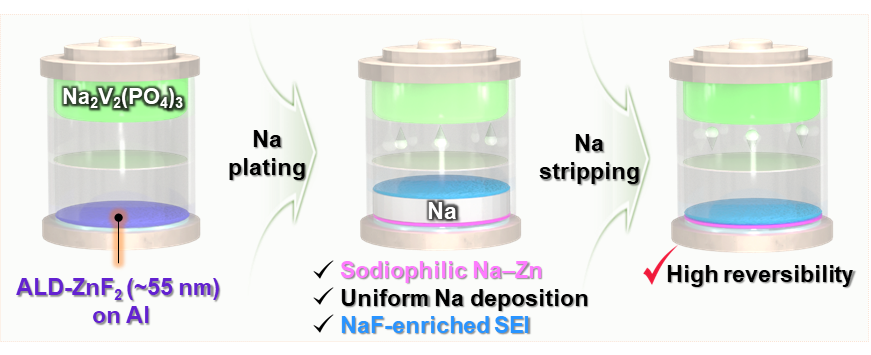 Na₂V₂(PO₄)₃
Na
plating
Na
Na
stripping
ALD-ZnF₂ (~55 nm)
on Al
✓ Sodiophilic Na–Zn
✓ Uniform Na deposition
✓ NaF-enriched SEI
✓ High reversibility